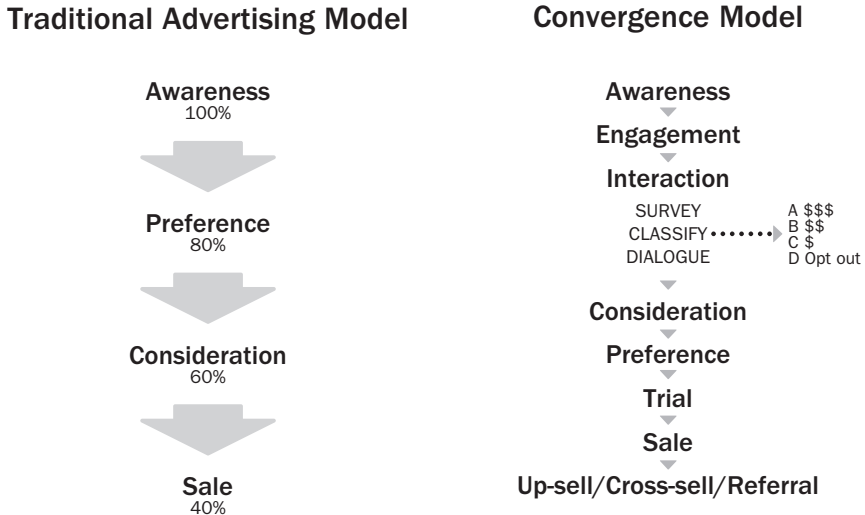 Traditional Advertising Model
Awareness
100%
Preference
80%
Consideration
60%
Sale
40%
Convergence Model
Awareness
Engagement
Interaction
SURVEY
CLASSIFY
DIALOGUE
A $$$
B $$
C $
D Opt out
Consideration
Preference
Trial
Sale
Up-sell/Cross-sell/Referral